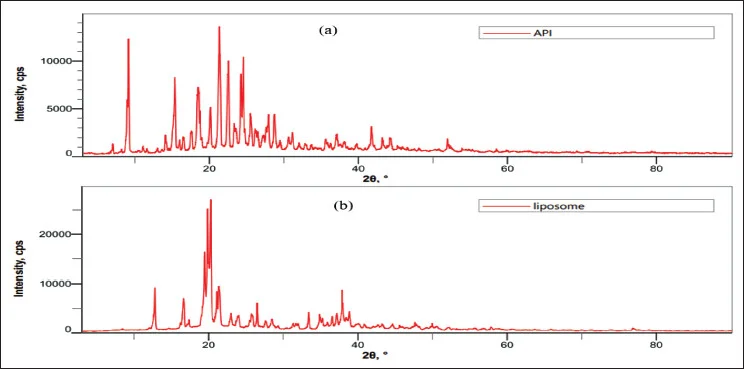 (a)
API
Intensity, cps
10000
5000
0
20
40
60
80
2θ, °
(b)
liposome
Intensity, cps
20000
10000
0
20
40
60
80
2θ, °